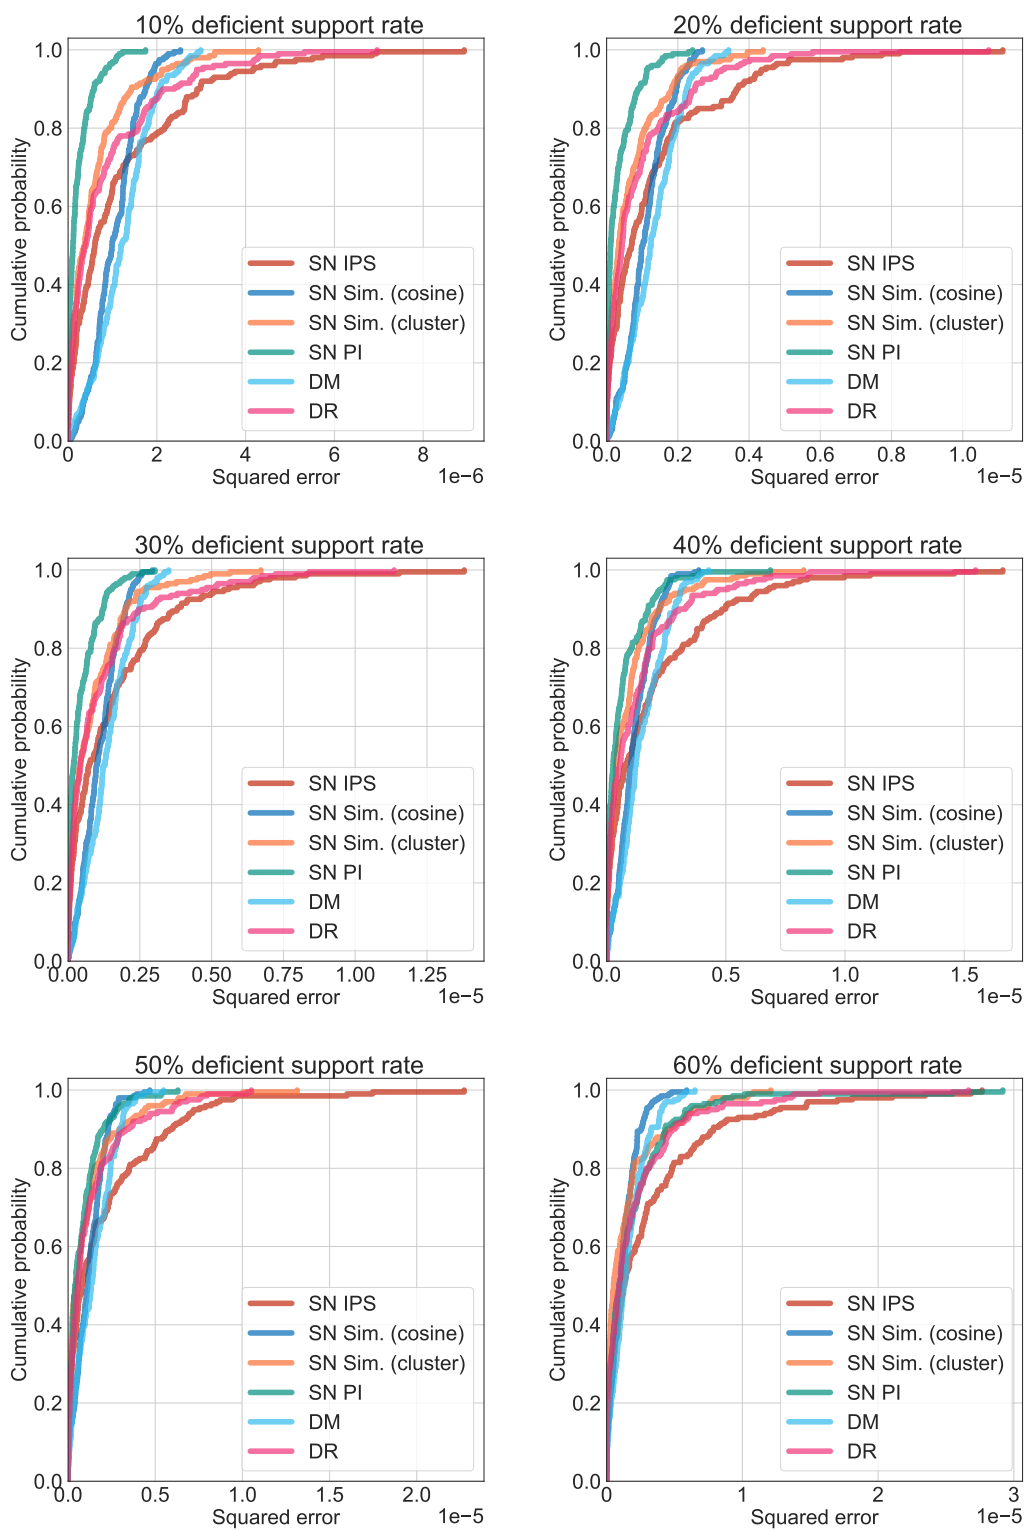 10% deficient support rate
1.0
0.8
0.6
0.4
0.2
0.0
Cumulative probability
SN IPS
SN Sim. (cosine)
SN Sim. (cluster)
SN PI
DM
DR
0 2 4 6 8
Squared error 1e−6
20% deficient support rate
1.0
0.8
0.6
0.4
0.2
0.0
Cumulative probability
SN IPS
SN Sim. (cosine)
SN Sim. (cluster)
SN PI
DM
DR
0.0 0.2 0.4 0.6 0.8 1.0
Squared error 1e−5
30% deficient support rate
1.0
0.8
0.6
0.4
0.2
0.0
Cumulative probability
SN IPS
SN Sim. (cosine)
SN Sim. (cluster)
SN PI
DM
DR
0.00 0.25 0.50 0.75 1.00 1.25
Squared error 1e−5
40% deficient support rate
1.0
0.8
0.6
0.4
0.2
0.0
Cumulative probability
SN IPS
SN Sim. (cosine)
SN Sim. (cluster)
SN PI
DM
DR
0.0 0.5 1.0 1.5
Squared error 1e−5
50% deficient support rate
1.0
0.8
0.6
0.4
0.2
0.0
Cumulative probability
SN IPS
SN Sim. (cosine)
SN Sim. (cluster)
SN PI
DM
DR
0.0 0.5 1.0 1.5 2.0
Squared error 1e−5
60% deficient support rate
1.0
0.8
0.6
0.4
0.2
0.0
Cumulative probability
SN IPS
SN Sim. (cosine)
SN Sim. (cluster)
SN PI
DM
DR
0 1 2 3
Squared error 1e−5